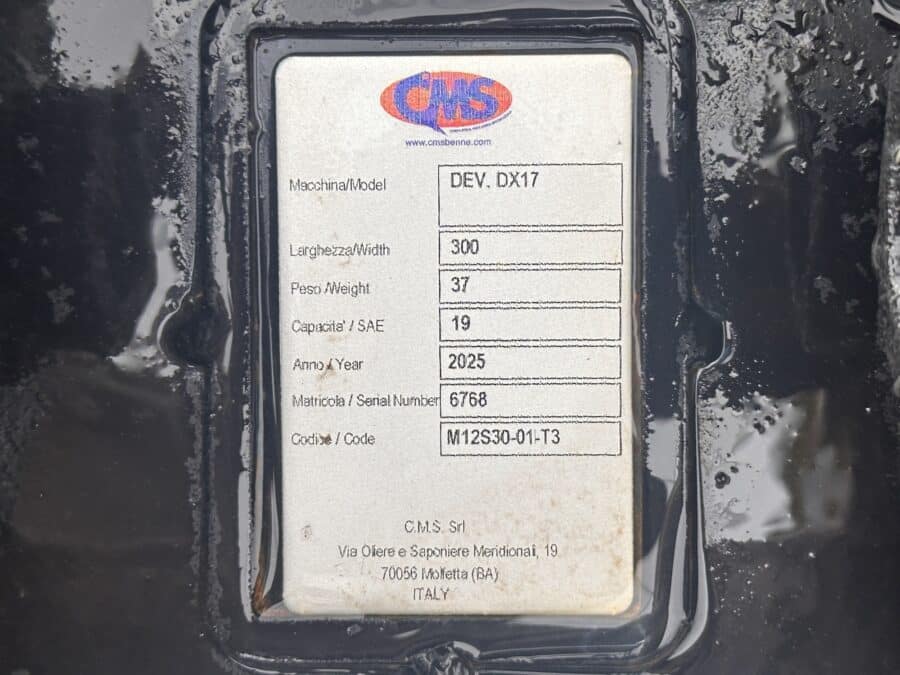 CMS
www.cmsbenne.com
Macchina/Model DEV. DX17
Larghezza/Width 300
Peso /Weight 37
Capacita' / SAE 19
Anno / Year 2025
Matricola / Serial Number 6768
Codice / Code M12S30-01-T3
C.M.S. Srl
Via Oliere e Saponiere Meridionali, 19
70056 Molfetta (BA)
ITALY